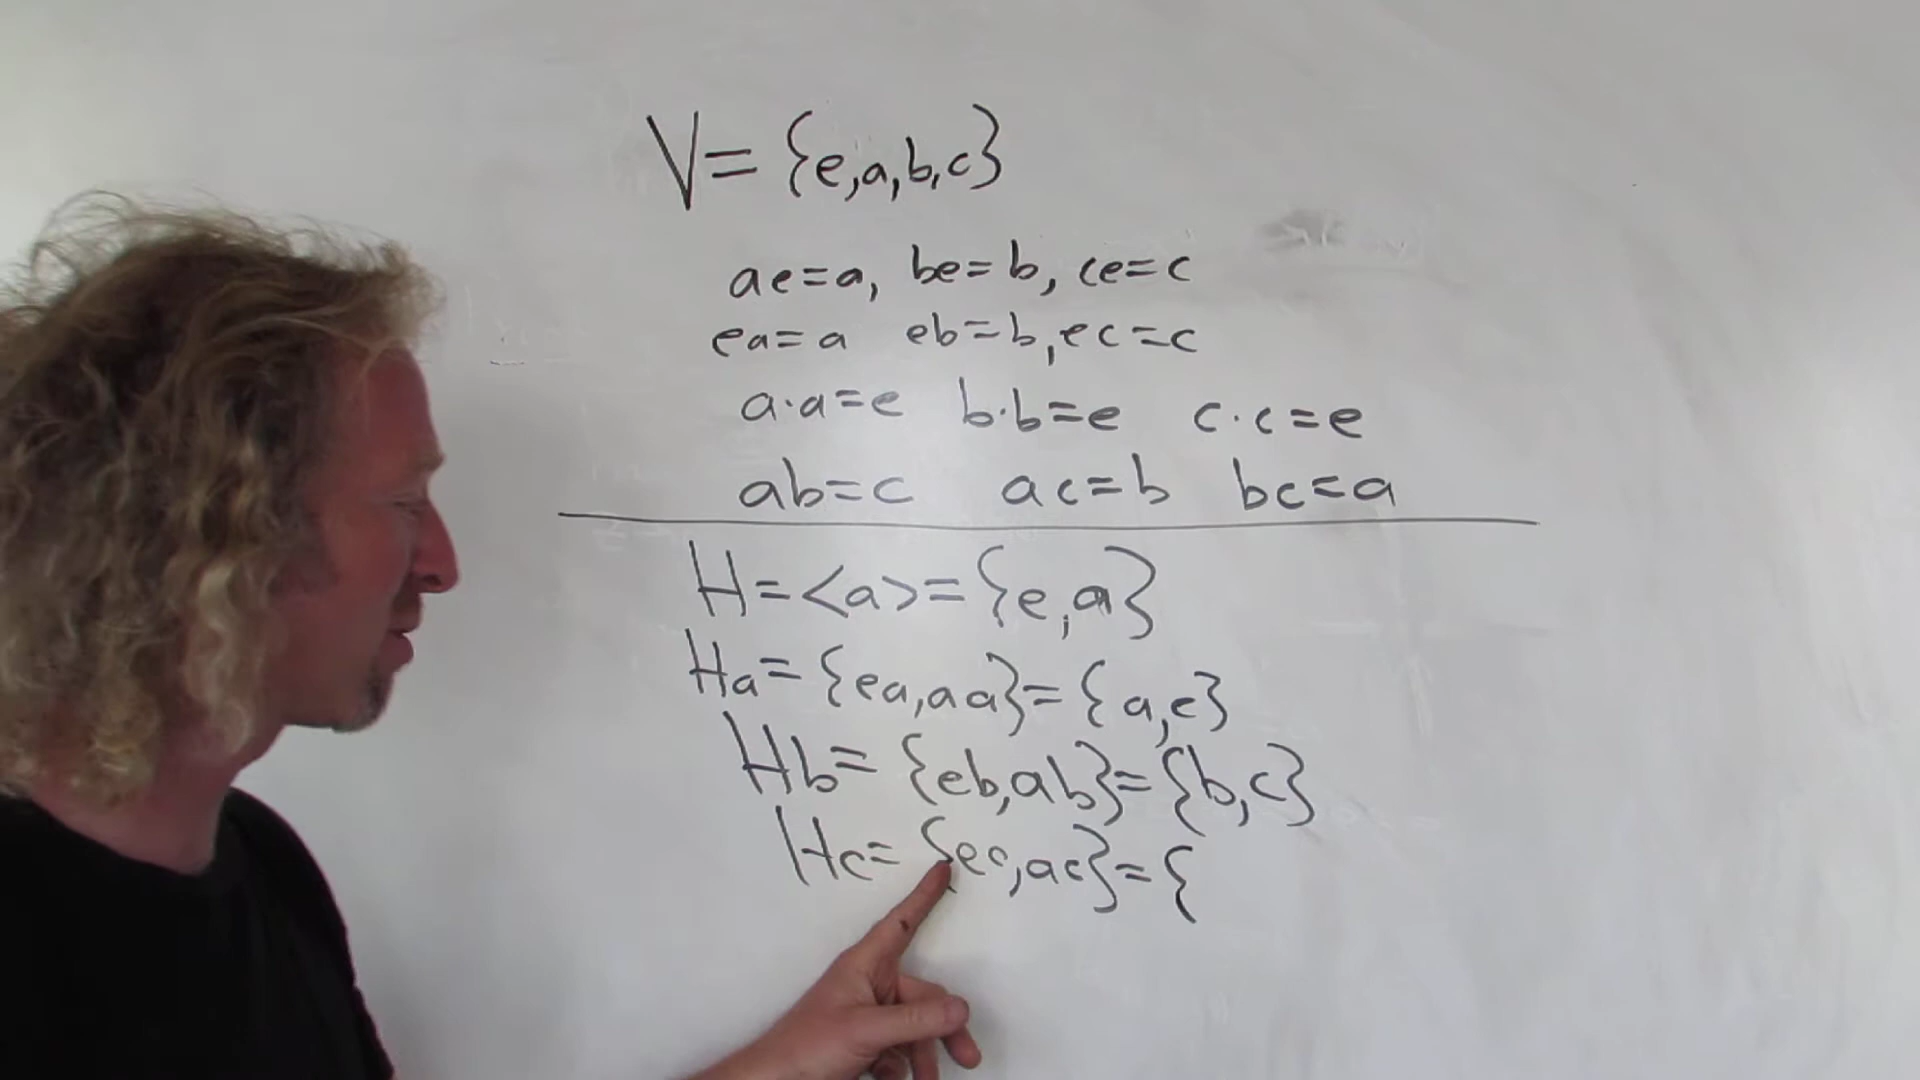 V={e,a,b,c}
ae=a, be=b, ce=c
ea=a eb=b, ec=c
a·a=e b·b=e c·c=e
ab=c ac=b bc=a
H=<a>={e,a}
Ha={ea,aa}={a,e}
Hb={eb,ab}={b,c}
Hc={ec,ac}={